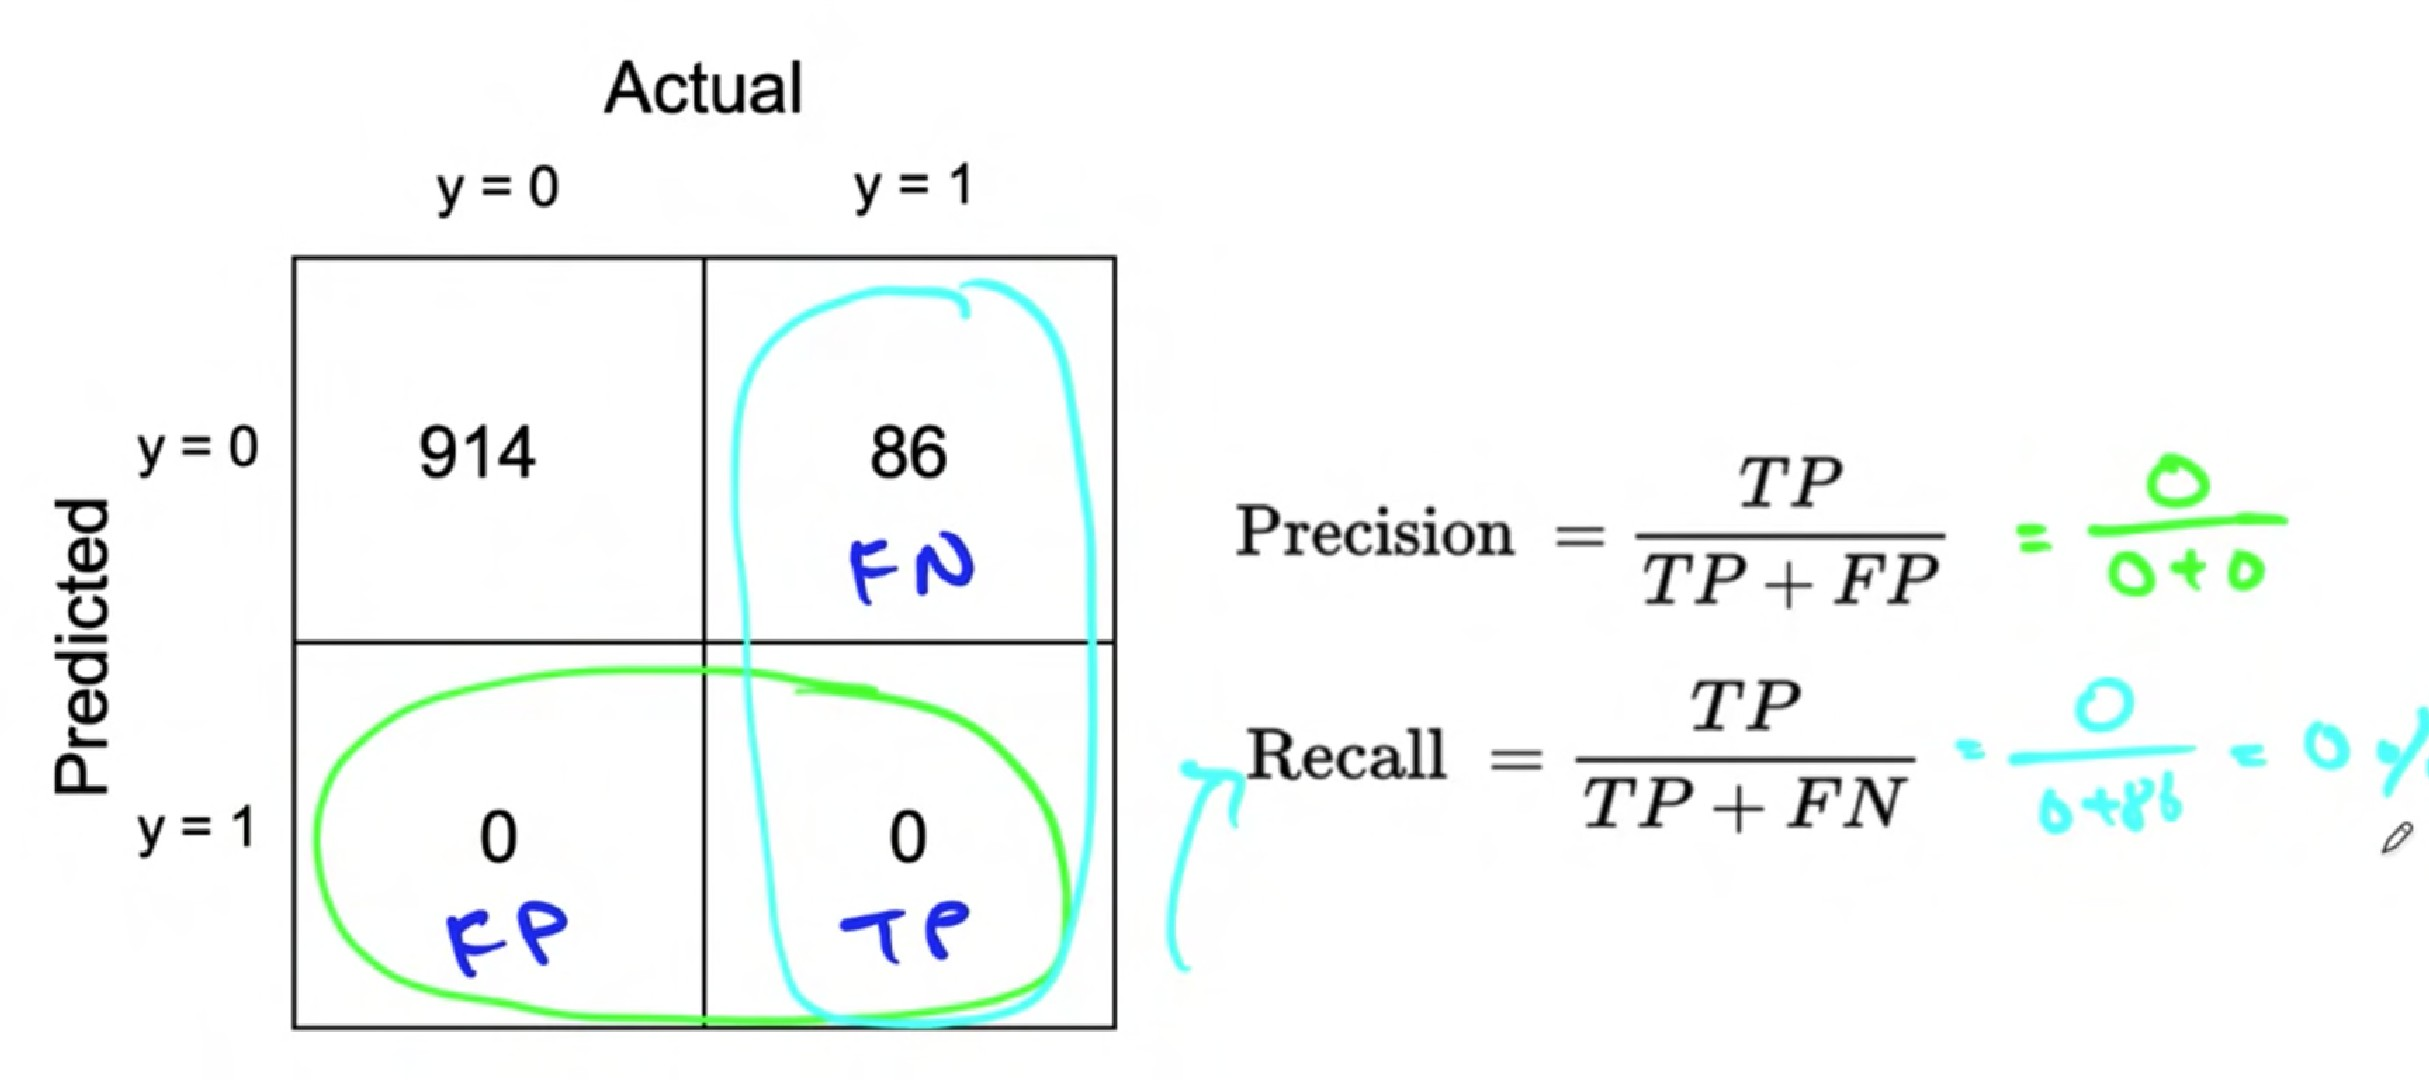 Actual
y = 0 y = 1
Predicted
y = 0 914 86
FN
y = 1 0 0
FP TP
Precision = TP / TP + FP = 0 / 0 + 0
Recall = TP / TP + FN = 0 / 0 + 86 = 0 %